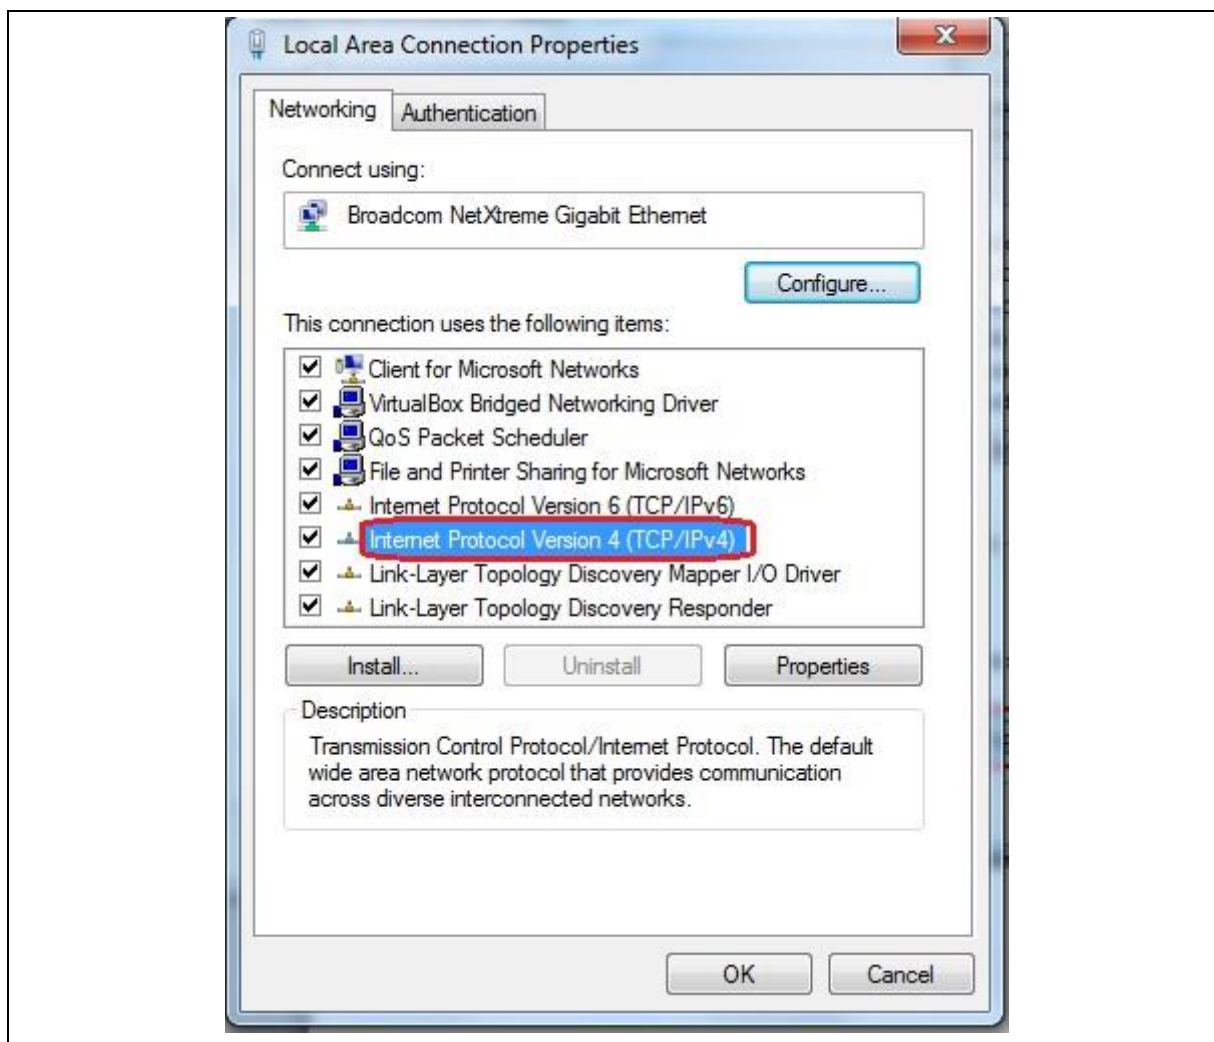 Local Area Connection Properties
Networking
Authentication
Connect using:
Broadcom NetXtreme Gigabit Ethernet
Configure...
This connection uses the following items:
Client for Microsoft Networks
VirtualBox Bridged Networking Driver
QoS Packet Scheduler
File and Printer Sharing for Microsoft Networks
Internet Protocol Version 6 (TCP/IPv6)
Internet Protocol Version 4 (TCP/IPv4)
Link-Layer Topology Discovery Mapper I/O Driver
Link-Layer Topology Discovery Responder
Install...
Uninstall
Properties
Description
Transmission Control Protocol/Internet Protocol. The default
wide area network protocol that provides communication
across diverse interconnected networks.
OK
Cancel